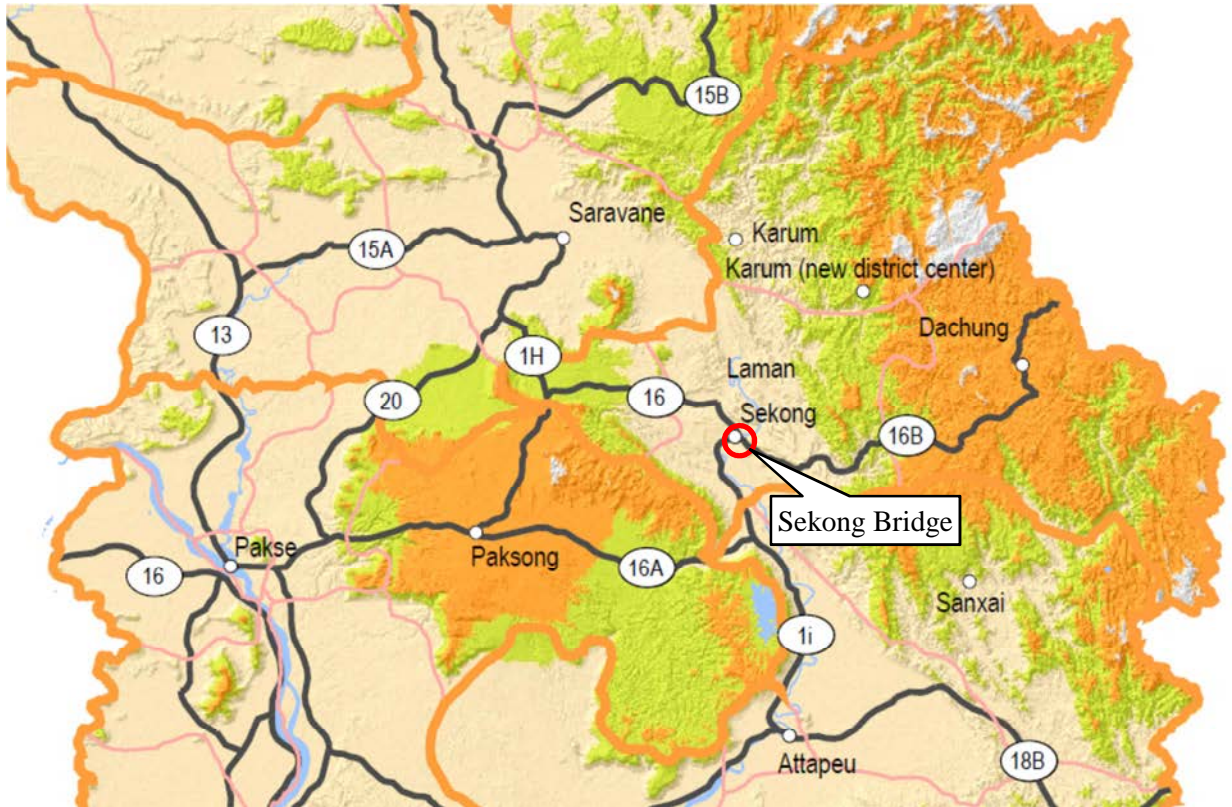 15B
Saravane
Karum
15A
Karum (new district center)
13
Dachung
1H
Laman
20
16
Sekong
16B
Sekong Bridge
Pakse
Paksong
16
16A
Sanxai
1i
Attapeu
18B